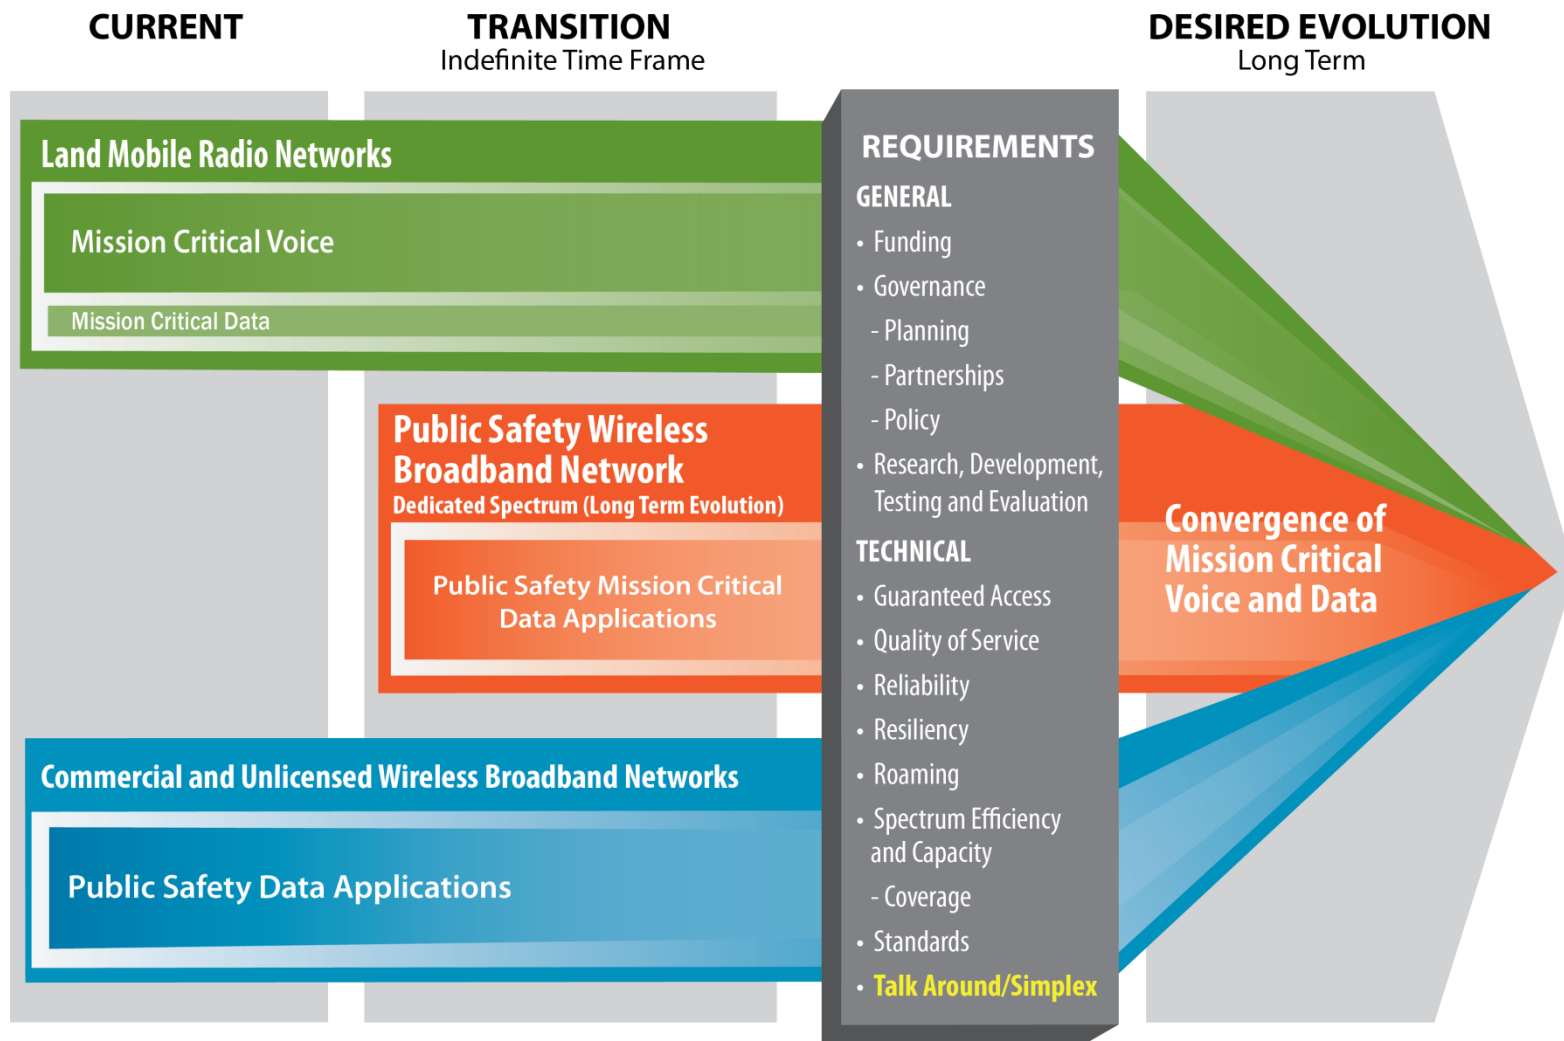 CURRENT
TRANSITION
Indefinite Time Frame
DESIRED EVOLUTION
Long Term
Land Mobile Radio Networks
Mission Critical Voice
Mission Critical Data
Public Safety Wireless
Broadband Network
Dedicated Spectrum (Long Term Evolution)
Public Safety Mission Critical
Data Applications
Commercial and Unlicensed Wireless Broadband Networks
Public Safety Data Applications
REQUIREMENTS
GENERAL
• Funding
• Governance
- Planning
- Partnerships
- Policy
• Research, Development,
Testing and Evaluation
TECHNICAL
• Guaranteed Access
• Quality of Service
• Reliability
• Resiliency
• Roaming
• Spectrum Efficiency
and Capacity
- Coverage
• Standards
• Talk Around/Simplex
Convergence of
Mission Critical
Voice and Data